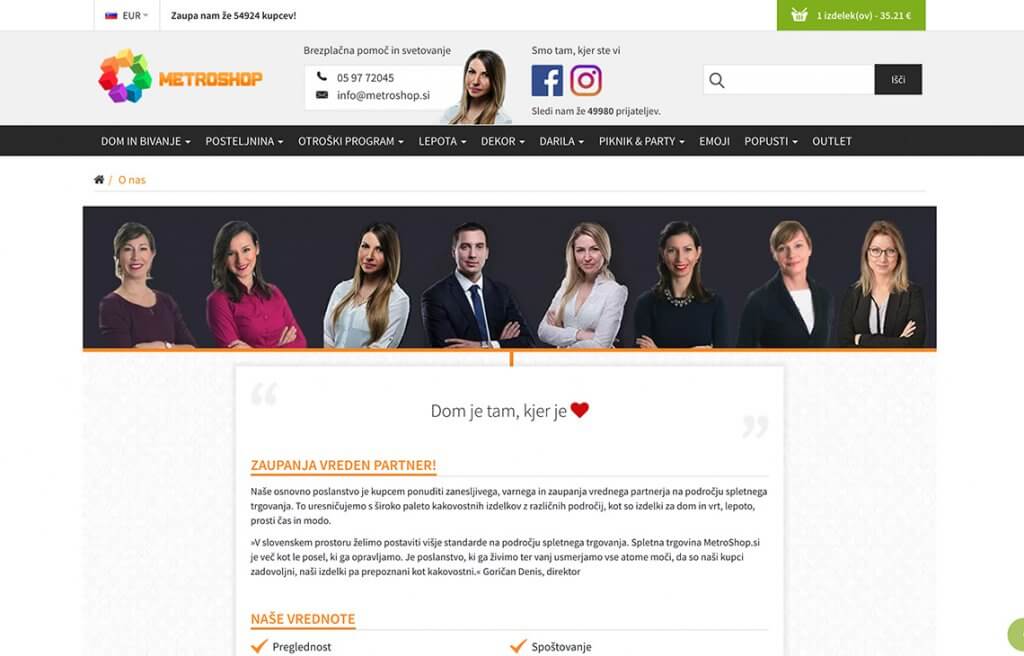 EUR
Zaupa nam že 54924 kupcev!
1 izdelek(ov) - 35.21 €
METROSHOP
Brezplačna pomoč in svetovanje
05 97 72045
info@metroshop.si
Smo tam, kjer ste vi
Sledi nam že 49980 prijateljev.
Išči
DOM IN BIVANJE POSTELJNINA OTROŠKI PROGRAM LEPOTA DEKOR DARILA PIKNIK & PARTY EMOJI POPUSTI OUTLET
/ O nas
“
Dom je tam, kjer je ❤
”
ZAUPANJA VREDEN PARTNER!
Naše osnovno poslanstvo je kupcem ponuditi zanesljivega, varnega in zaupanja vrednega partnerja na področju spletnega
trgovanja. To uresničujemo s široko paleto kakovostnih izdelkov z različnih področij, kot so izdelki za dom in vrt, lepoto,
prosti čas in modo.
»V slovenskem prostoru želimo postaviti višje standarde na področju spletnega trgovanja. Spletna trgovina MetroShop.si
je več kot le posel, ki ga opravljamo. Je poslanstvo, ki ga živimo ter vanj usmerjamo vse atome moči, da so naši kupci
zadovoljni, naši izdelki pa prepoznani kot kakovostni.« Goričan Denis, direktor
NAŠE VREDNOTE
Preglednost
Spoštovanje